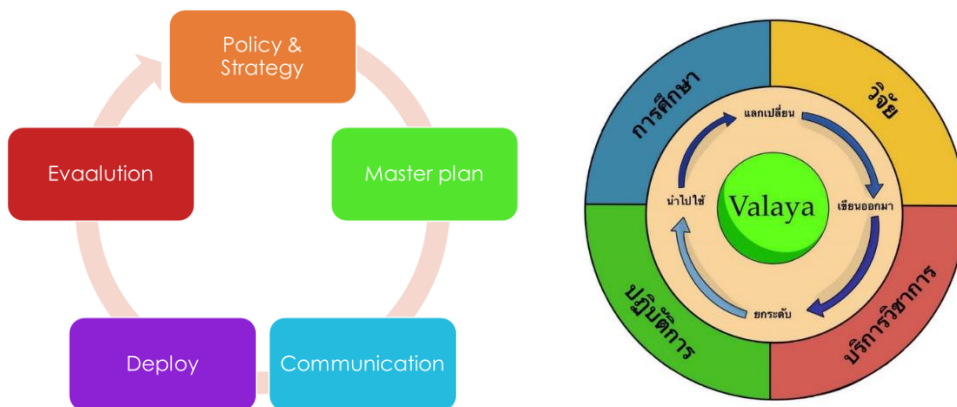 Policy &
Strategy
Master plan
Communication
Deploy
Evaalution
การศึกษา
วิจัย
บริการวิชาการ
ปฏิบัติการ
แลกเปลี่ยน
เขียนออกมา
ยกระดับ
นำไปใช้
Valaya